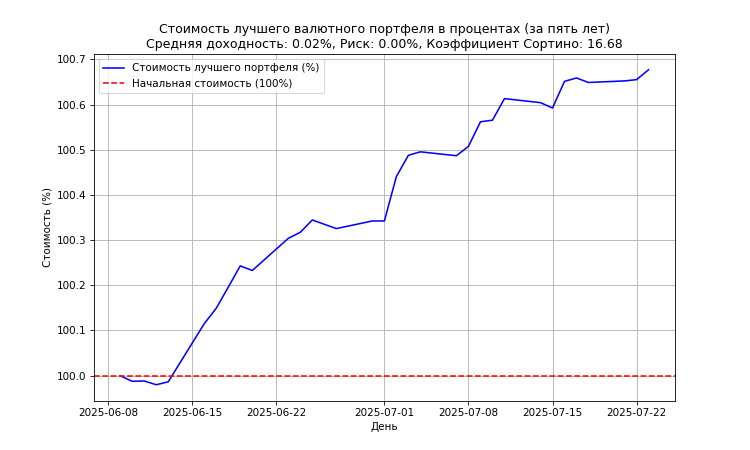 Стоимость лучшего валютного портфеля в процентах (за пять лет)
Средняя доходность: 0.02%, Риск: 0.00%, Коэффициент Сортино: 16.68
Стоимость лучшего портфеля (%)
Начальная стоимость (100%)
Стоимость (%)
100.7
100.6
100.5
100.4
100.3
100.2
100.1
100.0
2025-06-08
2025-06-15
2025-06-22
2025-07-01
2025-07-08
2025-07-15
2025-07-22
День